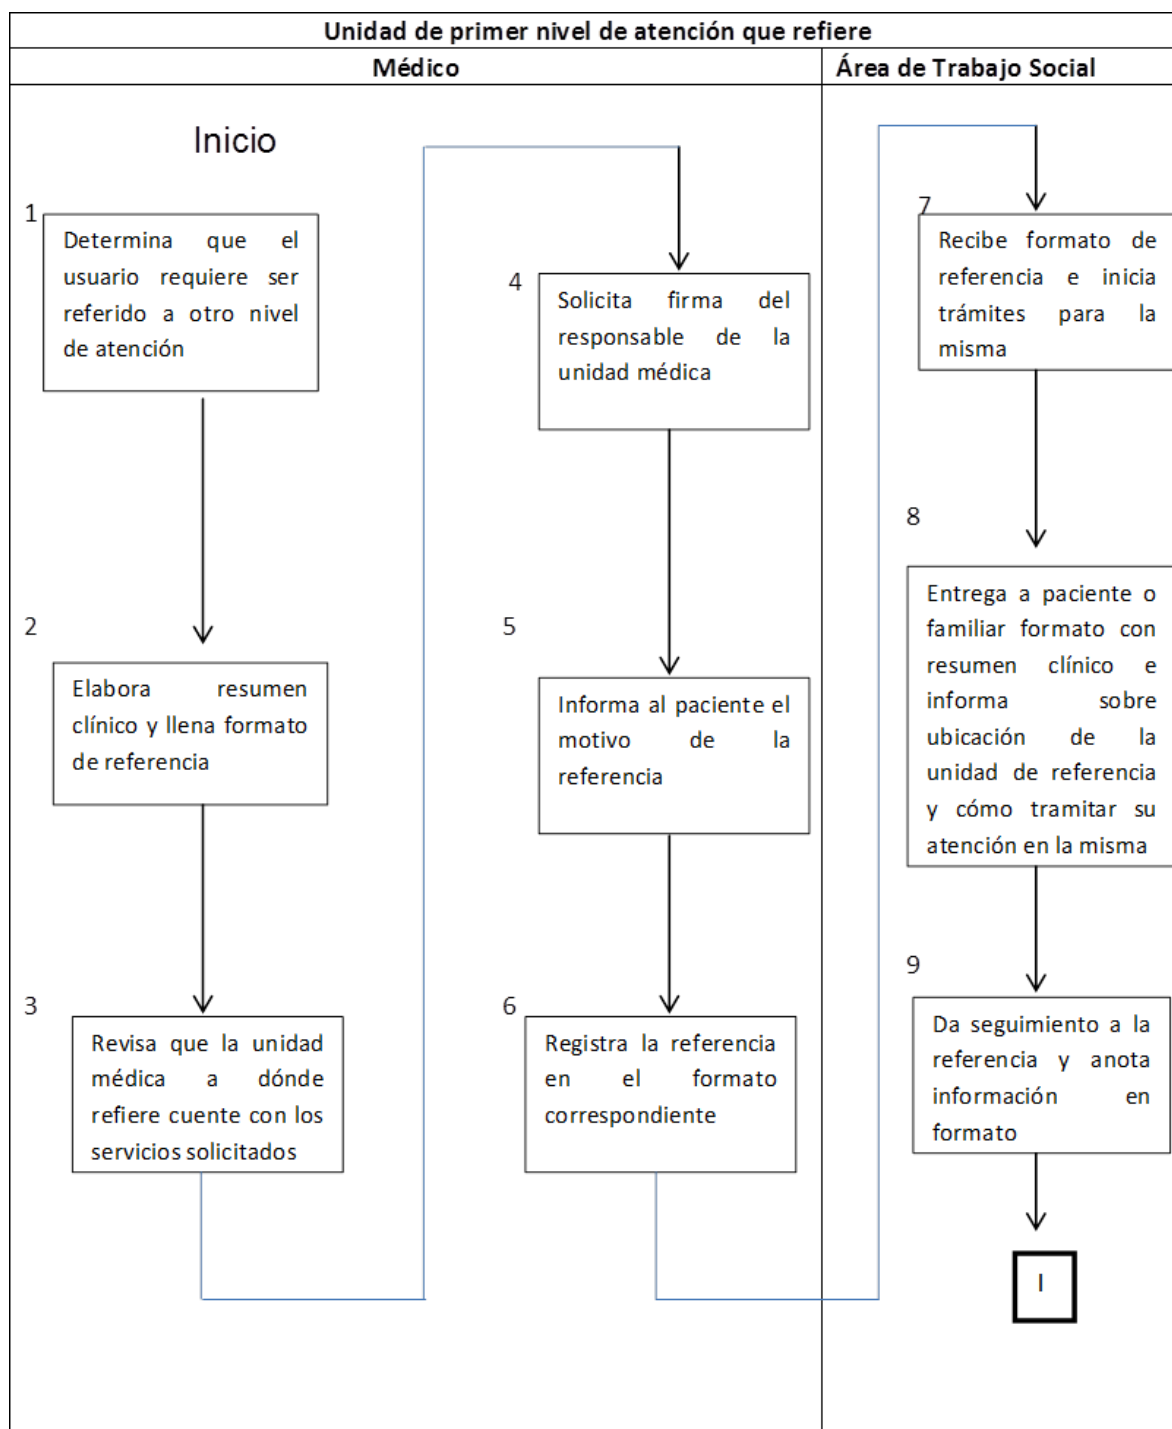 Unidad de primer nivel de atención que refiere
Médico
Área de Trabajo Social
Inicio
1
Determina que el
usuario requiere ser
referido a otro nivel
de atención
2
Elabora resumen
clínico y llena formato
de referencia
3
Revisa que la unidad
médica a dónde
refiere cuente con los
servicios solicitados
4
Solicita firma del
responsable de la
unidad médica
5
Informa al paciente el
motivo de la
referencia
6
Registra la referencia
en el formato
correspondiente
7
Recibe formato de
referencia e inicia
trámites para la
misma
8
Entrega a paciente o
familiar formato con
resumen clínico e
informa sobre
ubicación de la
unidad de referencia
y cómo tramitar su
atención en la misma
9
Da seguimiento a la
referencia y anota
información en
formato
I